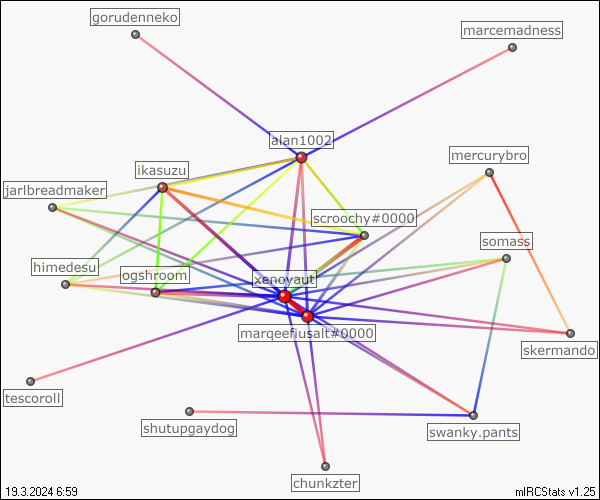 gorudenneko
marcemadness
alan1002
mercurybro
ikasuzu
jarlbreadmaker
scroochy#0000
somass
himedesu
ogshroom
xenoyaut
marqeefiusalt#0000
skermando
tescoroll
shutupgaydog
swanky.pants
chunkzter
19.3.2024 6:59
mIRCStats v1.25